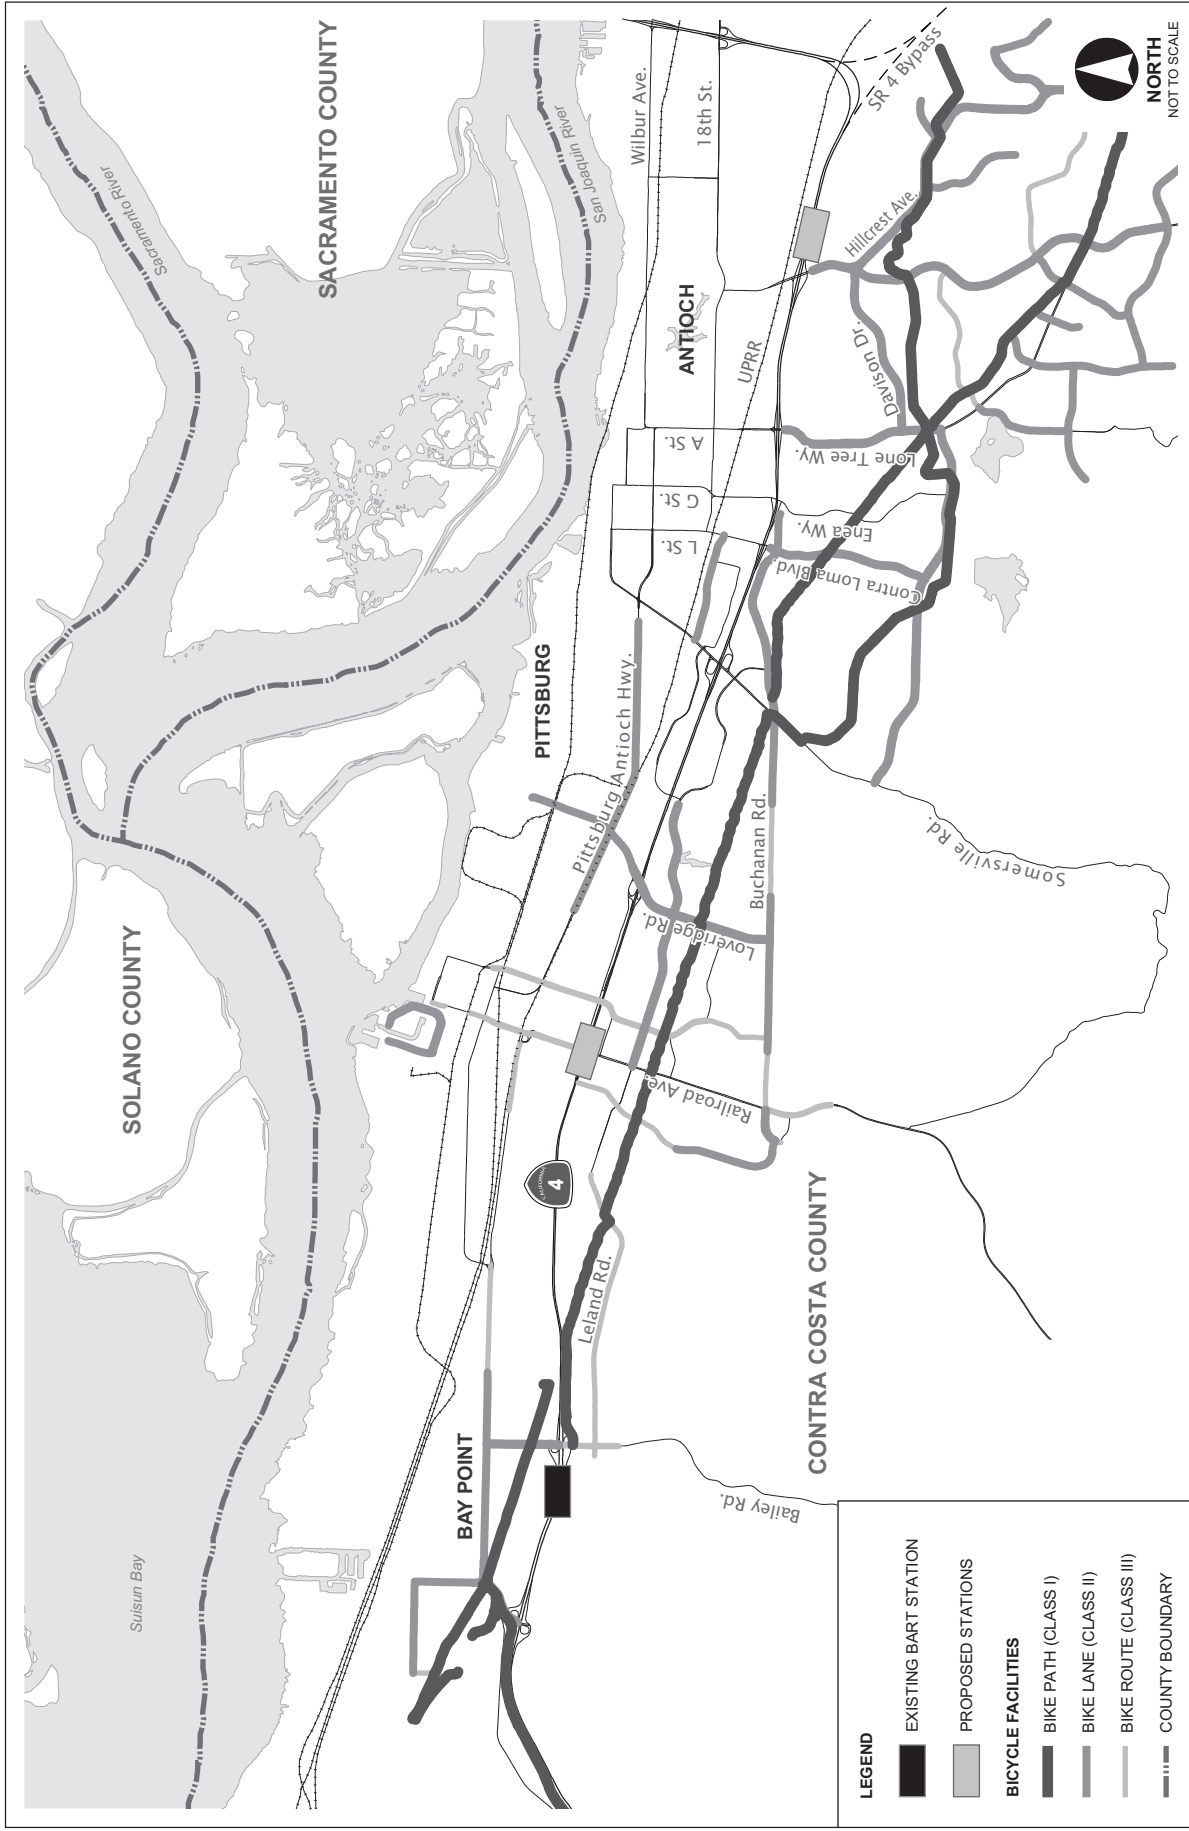 SACRAMENTO COUNTY
Sacramento River
San Joaquin River
SOLANO COUNTY
Suisun Bay
Wilbur Ave.
18th St.
SR 4 Bypass
NORTH
NOT TO SCALE
ANTIOCH
UPRR
Hillcrest Ave.
Davison Dr.
A St.
Lone Tree Wy.
G St.
Enea Wy.
L St.
Contra Loma Blvd.
PITTSBURG
Pittsburg Antioch Hwy.
Buchanan Rd.
Somersville Rd.
Loveridge Rd.
Railroad Ave.
CALIFORNIA
4
Leland Rd.
CONTRA COSTA COUNTY
BAY POINT
Bailey Rd.
LEGEND
EXISTING BART STATION
PROPOSED STATIONS
BICYCLE FACILITIES
BIKE PATH (CLASS I)
BIKE LANE (CLASS II)
BIKE ROUTE (CLASS III)
COUNTY BOUNDARY